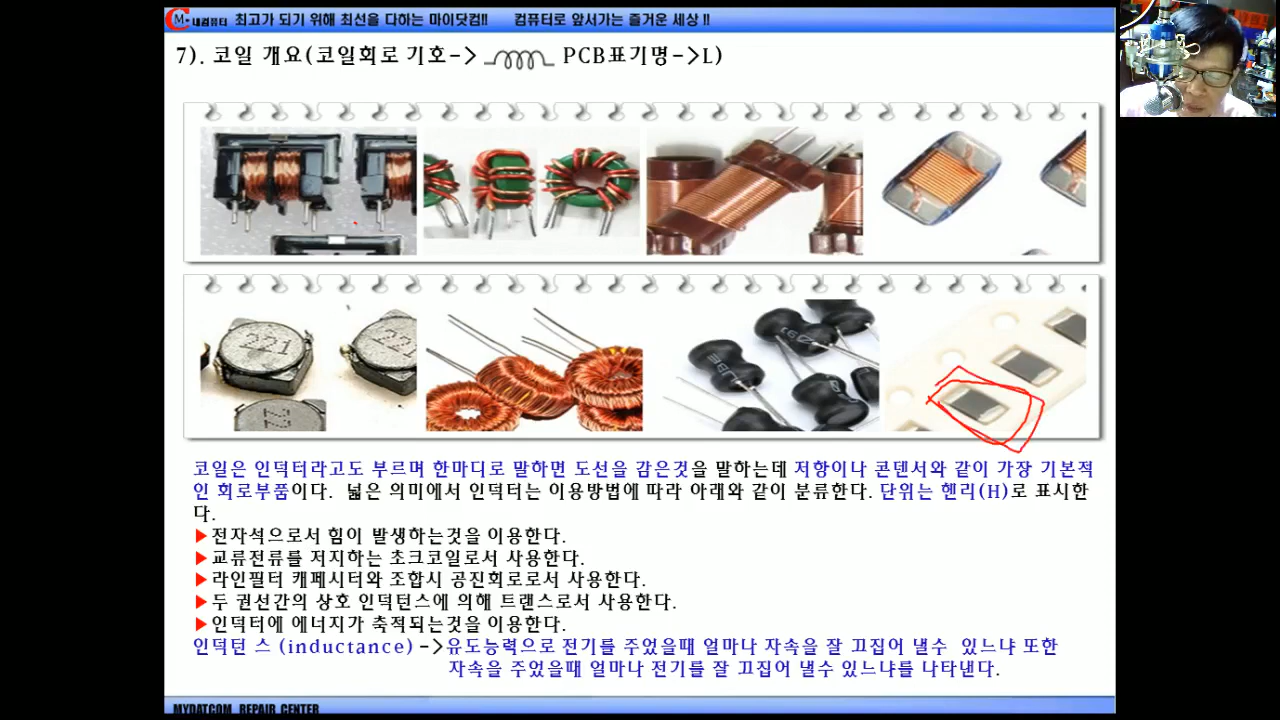 CM-내컴퓨터 최고가 되기 위해 최선을 다하는 마이닷컴!! 컴퓨터로 앞서가는 즐거운 세상 !!
7). 코일 개요(코일회로 기호-> PCB표기명->L)
221
221
코일은 인덕터라고도 부르며 한마디로 말하면 도선을 감은것을 말하는데 저항이나 콘덴서와 같이 가장 기본적
인 회로부품이다. 넓은 의미에서 인덕터는 이용방법에 따라 아래와 같이 분류한다. 단위는 헨리(H)로 표시한
다.
▶전자석으로서 힘이 발생하는것을 이용한다.
▶교류전류를 저지하는 초크코일로서 사용한다.
▶라인필터 캐페시터와 조합시 공진회로로서 사용한다.
▶두 권선간의 상호 인덕턴스에 의해 트랜스로서 사용한다.
▶인덕터에 에너지가 축적되는것을 이용한다.
인덕턴 스 (inductance) ->유도능력으로 전기를 주었을때 얼마나 자속을 잘 끄집어 낼수 있느냐 또한
자속을 주었을때 얼마나 전기를 잘 끄집어 낼수 있느냐를 나타낸다.
MYDATCOM REPAIR CENTER